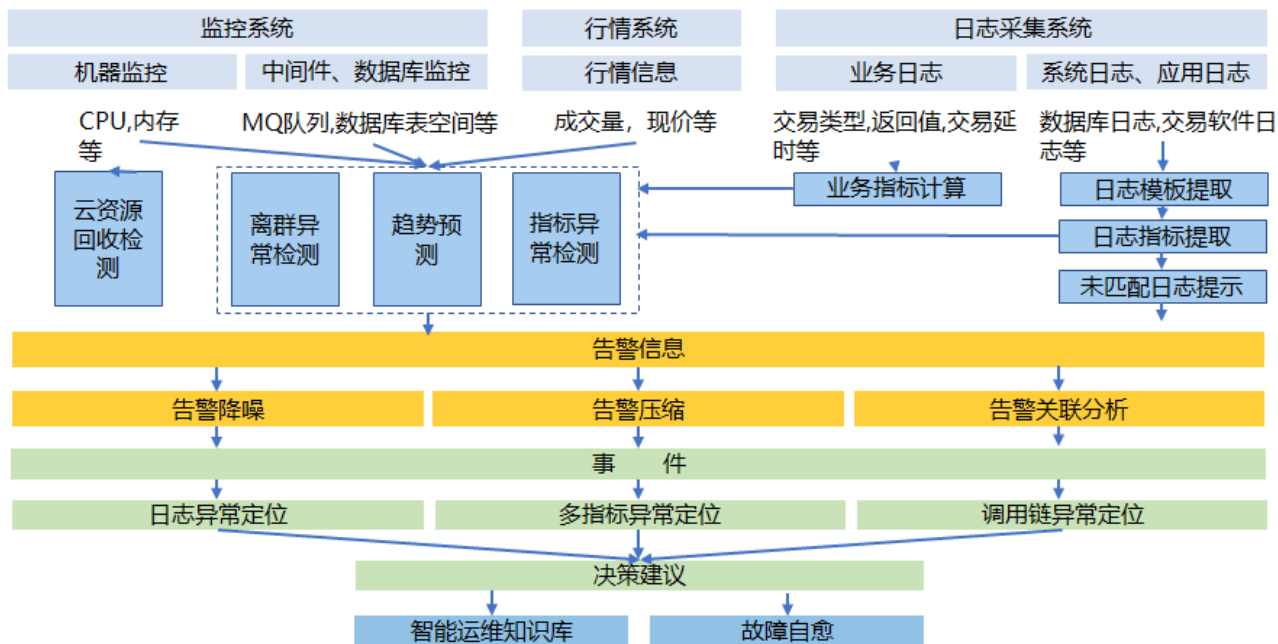 监控系统
行情系统
日志采集系统
机器监控
中间件、数据库监控
行情信息
业务日志
系统日志、应用日志
CPU,内存
等
MQ队列,数据库表空间等
成交量，现价等
交易类型,返回值,交易延
时等
数据库日志,交易软件日
志等
云资源
回收检
测
离群异
常检测
趋势预
测
指标异
常检测
业务指标计算
日志模板提取
日志指标提取
未匹配日志提示
告警信息
告警降噪
告警压缩
告警关联分析
事 件
日志异常定位
多指标异常定位
调用链异常定位
决策建议
智能运维知识库
故障自愈